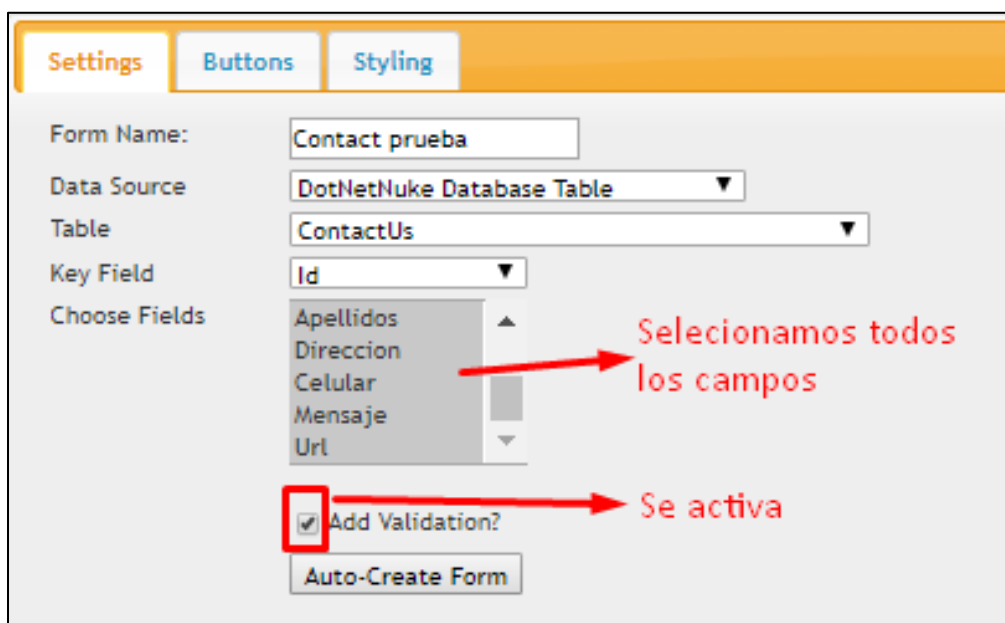 Settings Buttons Styling
Form Name: Contact prueba
Data Source DotNetNuke Database Table
Table ContactUs
Key Field Id
Choose Fields Apellidos
Direccion
Celular
Mensaje
Url
Selecionamos todos
los campos
Add Validation?
Se activa
Auto-Create Form